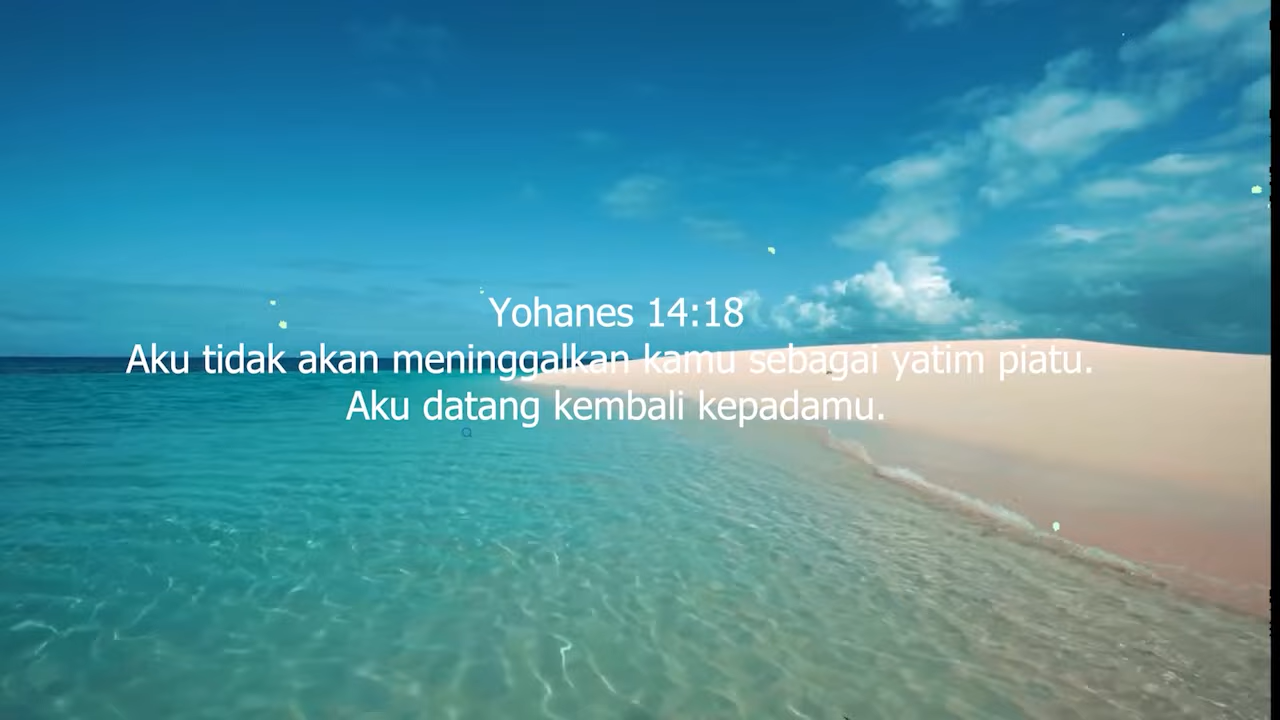 Yohanes 14:18
Aku tidak akan meninggalkan kamu sebagai yatim piatu.
Aku datang kembali kepadamu.